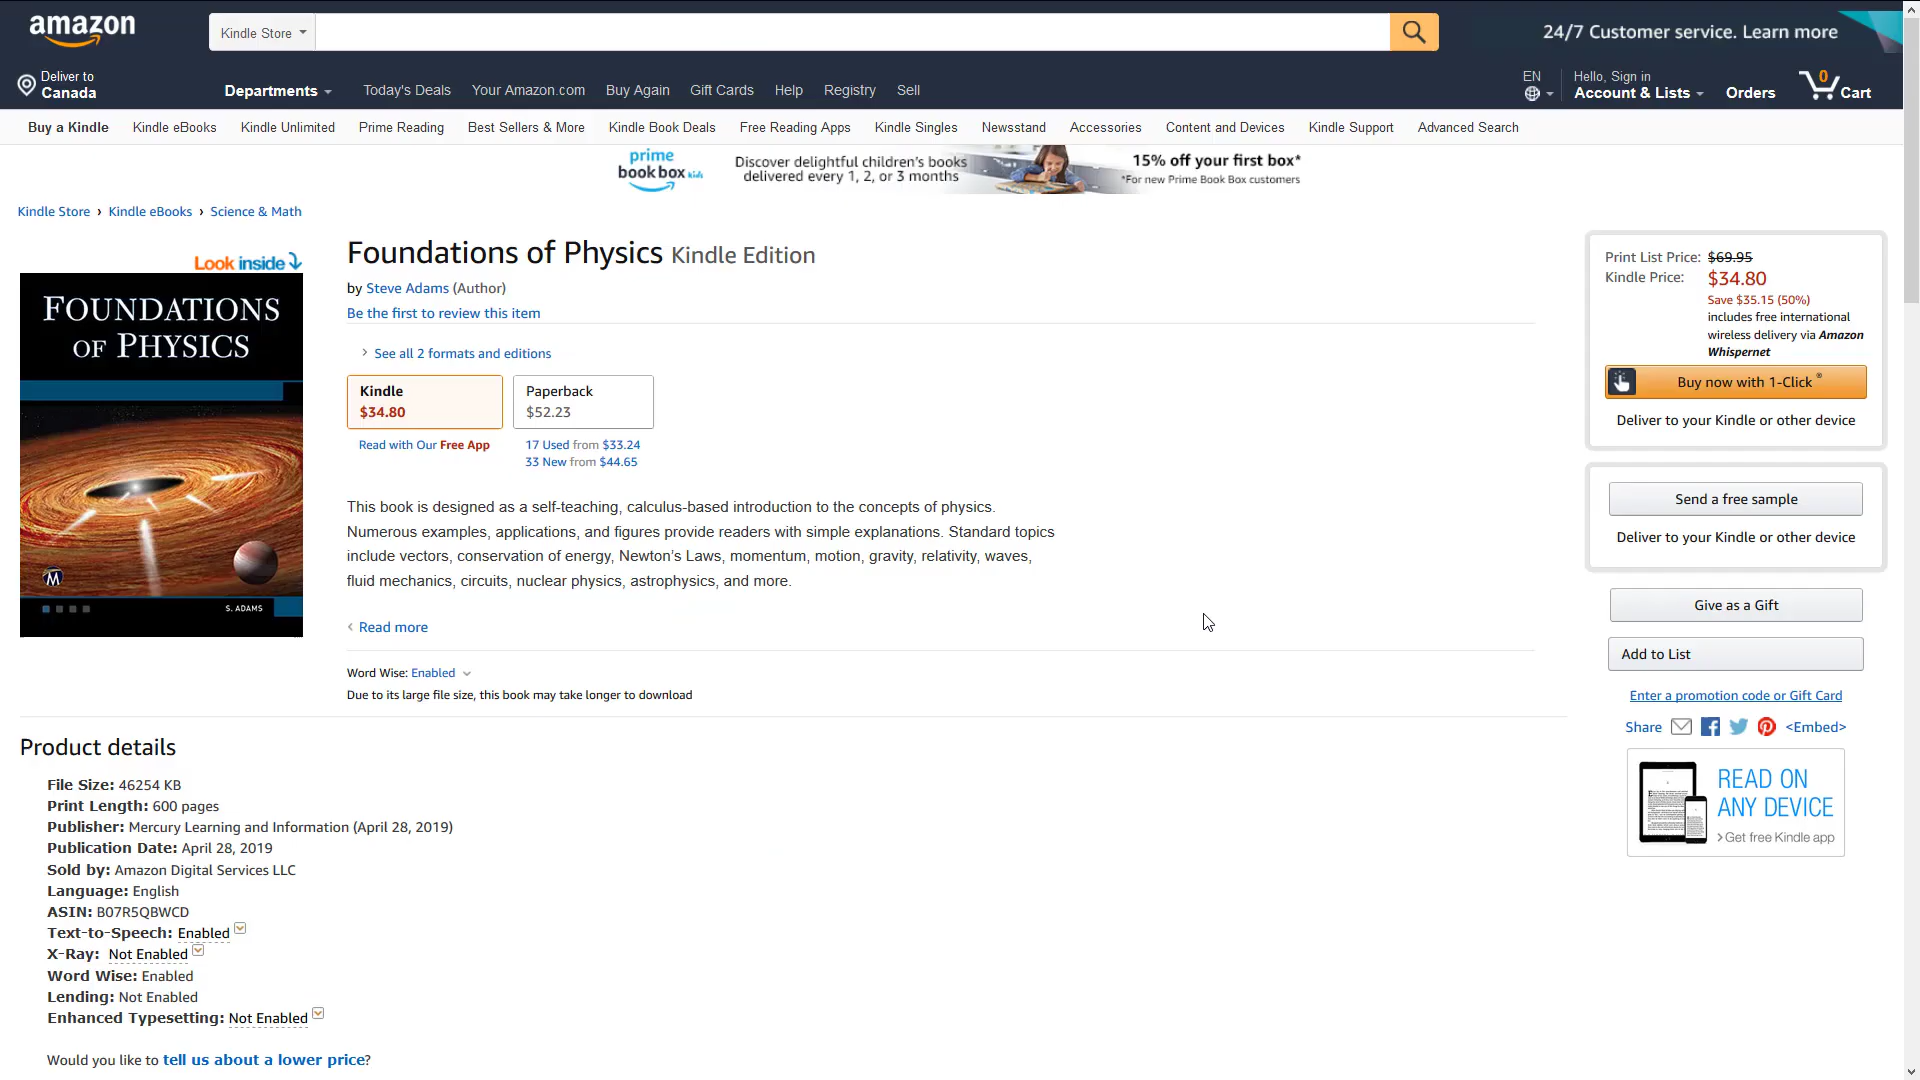 amazon
Kindle Store
24/7 Customer service. Learn more
Deliver to
Canada
Departments
Today's Deals
Your Amazon.com
Buy Again
Gift Cards
Help
Registry
Sell
EN
Hello, Sign in
Account & Lists
Orders
0
Cart
Buy a Kindle
Kindle eBooks
Kindle Unlimited
Prime Reading
Best Sellers & More
Kindle Book Deals
Free Reading Apps
Kindle Singles
Newsstand
Accessories
Content and Devices
Kindle Support
Advanced Search
prime
book box kids
Discover delightful children's books
delivered every 1, 2, or 3 months
15% off your first box*
*For new Prime Book Box customers
Kindle Store › Kindle eBooks › Science & Math
Look inside
FOUNDATIONS
OF PHYSICS
M
S. ADAMS
Foundations of Physics Kindle Edition
by Steve Adams (Author)
Be the first to review this item
See all 2 formats and editions
Kindle
$34.80
Paperback
$52.23
Read with Our Free App
17 Used from $33.24
33 New from $44.65
This book is designed as a self-teaching, calculus-based introduction to the concepts of physics.
Numerous examples, applications, and figures provide readers with simple explanations. Standard topics
include vectors, conservation of energy, Newton's Laws, momentum, motion, gravity, relativity, waves,
fluid mechanics, circuits, nuclear physics, astrophysics, and more.
Read more
Word Wise: Enabled
Due to its large file size, this book may take longer to download
Print List Price: $69.95
Kindle Price: $34.80
Save $35.15 (50%)
includes free international
wireless delivery via Amazon
Whispernet
Buy now with 1-Click ®
Deliver to your Kindle or other device
Send a free sample
Deliver to your Kindle or other device
Give as a Gift
Add to List
Enter a promotion code or Gift Card
Share
<Embed>
READ ON
ANY DEVICE
› Get free Kindle app
Product details
File Size: 46254 KB
Print Length: 600 pages
Publisher: Mercury Learning and Information (April 28, 2019)
Publication Date: April 28, 2019
Sold by: Amazon Digital Services LLC
Language: English
ASIN: B07R5QBWCD
Text-to-Speech: Enabled
X-Ray: Not Enabled
Word Wise: Enabled
Lending: Not Enabled
Enhanced Typesetting: Not Enabled
Would you like to tell us about a lower price?